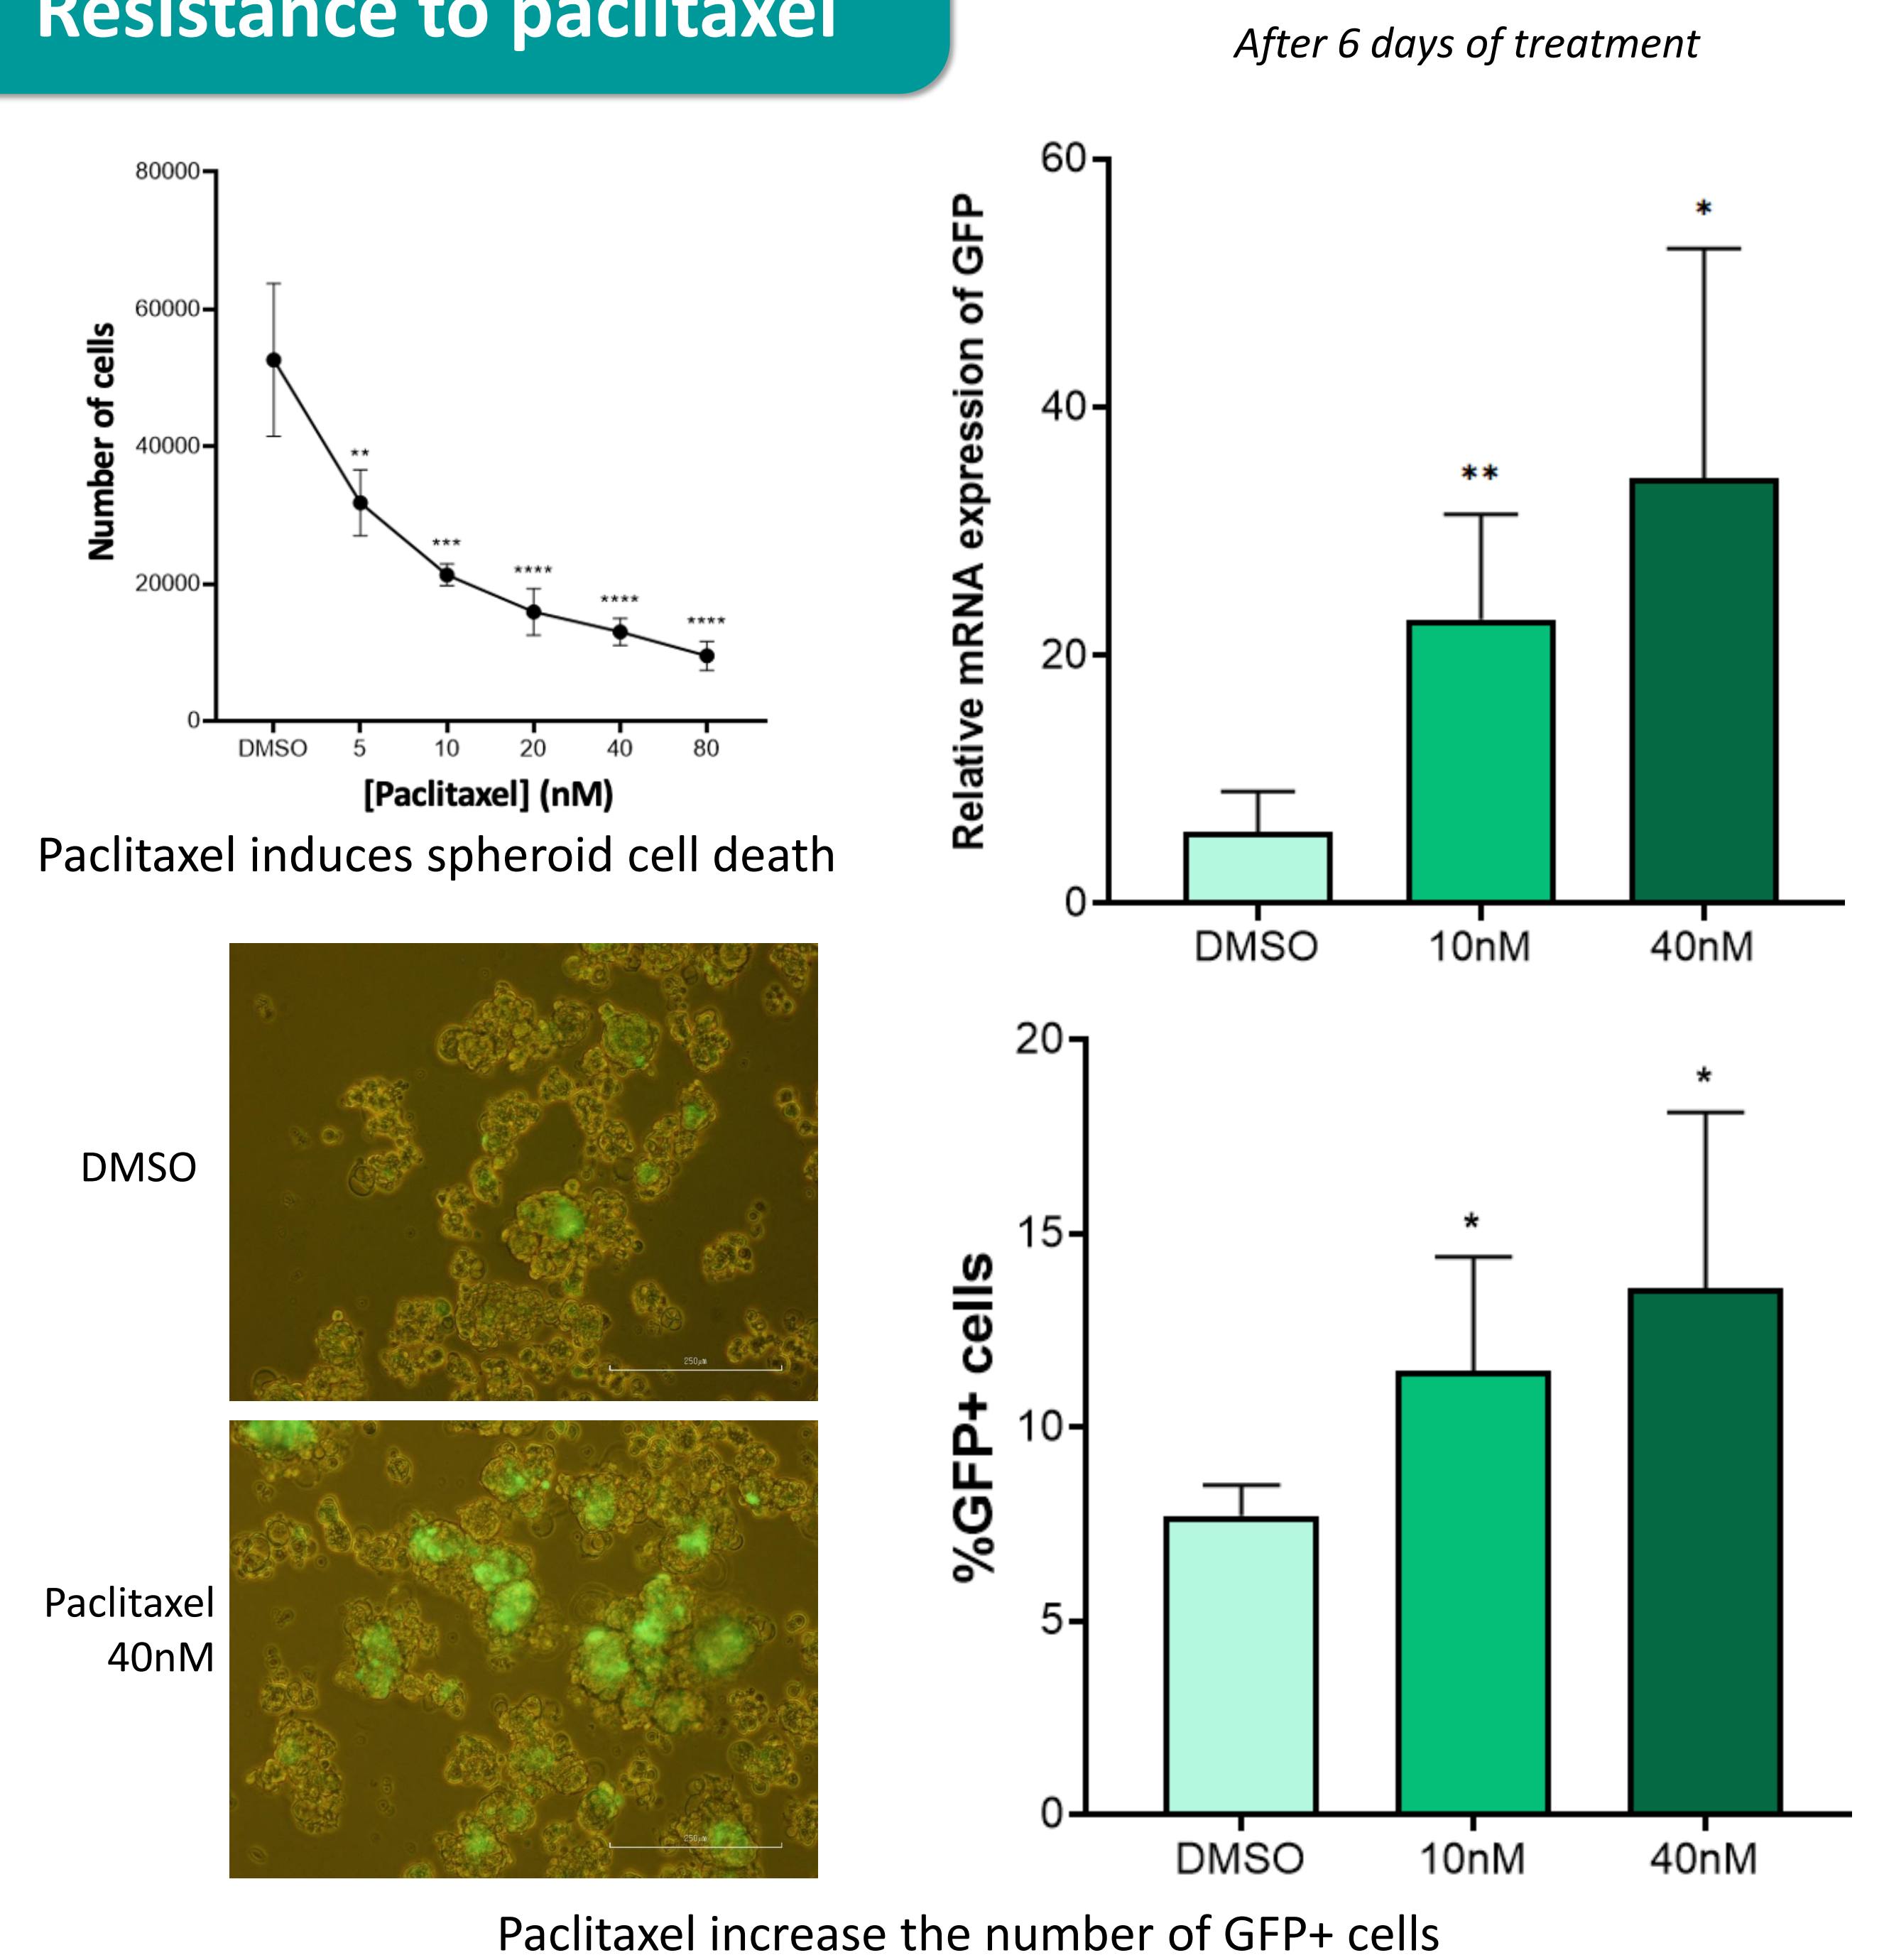 Resistance to paclitaxel
After 6 days of treatment
80000
60000
40000
20000
0
Number of cells
**
***
****
****
****
DMSO 5 10 20 40 80
[Paclitaxel] (nM)
Paclitaxel induces spheroid cell death
Relative mRNA expression of GFP
60
40
20
0
**
*
DMSO 10nM 40nM
DMSO
250µm
Paclitaxel
40nM
250µm
%GFP+ cells
20
15
10
5
0
*
*
DMSO 10nM 40nM
Paclitaxel increase the number of GFP+ cells